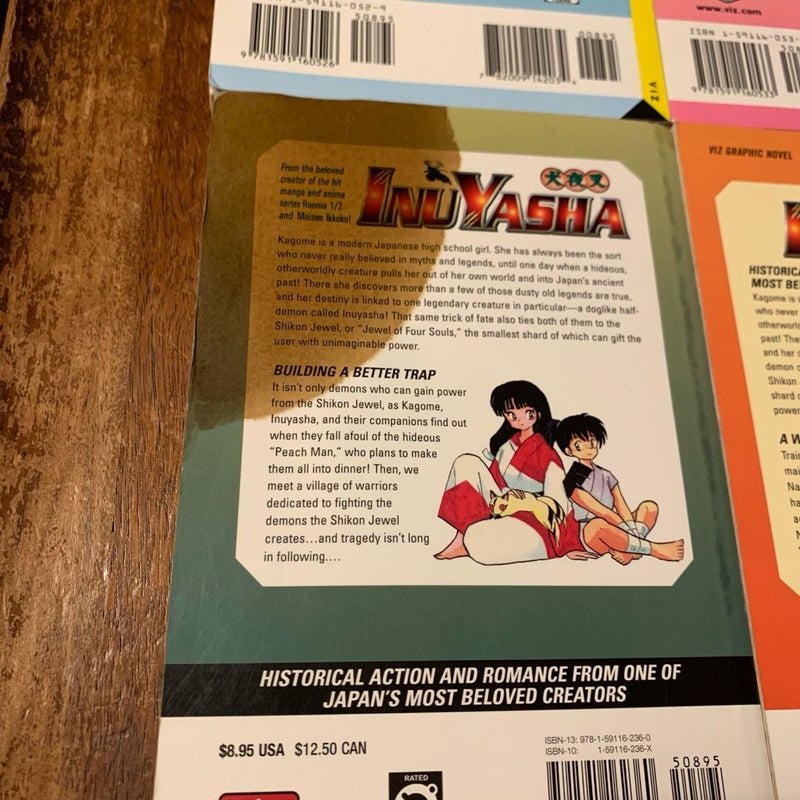 1-59116-052-9
50895
9 781591 160526
7 82009 14203 4
00895
VIZ
www.viz.com
ISBN 1-59116-053-
9 781591 160533
VIZ GRAPHIC NOVEL
From the beloved
creator of the hit
manga and anime
series Ranma 1/2
and Maison Ikkoku!
犬夜叉
INUYASHA
Kagome is a modern Japanese high school girl. She has always been the sort
who never really believed in myths and legends, until one day when a hideous,
otherworldly creature pulls her out of her own world and into Japan's ancient
past! There she discovers more than a few of those dusty old legends are true,
and her destiny is linked to one legendary creature in particular—a doglike half-
demon called Inuyasha! That same trick of fate also ties both of them to the
Shikon Jewel, or "Jewel of Four Souls," the smallest shard of which can gift the
user with unimaginable power.
BUILDING A BETTER TRAP
It isn't only demons who can gain power
from the Shikon Jewel, as Kagome,
Inuyasha, and their companions find out
when they fall afoul of the hideous
"Peach Man," who plans to make
them all into dinner! Then, we
meet a village of warriors
dedicated to fighting the
demons the Shikon Jewel
creates...and tragedy isn't long
in following....
HISTORICAL ACTION AND ROMANCE FROM ONE OF
JAPAN'S MOST BELOVED CREATORS
$8.95 USA $12.50 CAN
ISBN-13: 978-1-59116-236-0
ISBN-10: 1-59116-236-X
50895
RATED
HISTORICA
MOST BE
Kagome is
who never
otherworl
past! The
and her
demon c
Shikon
shard
power
A W
Trai
mai
Na
ha